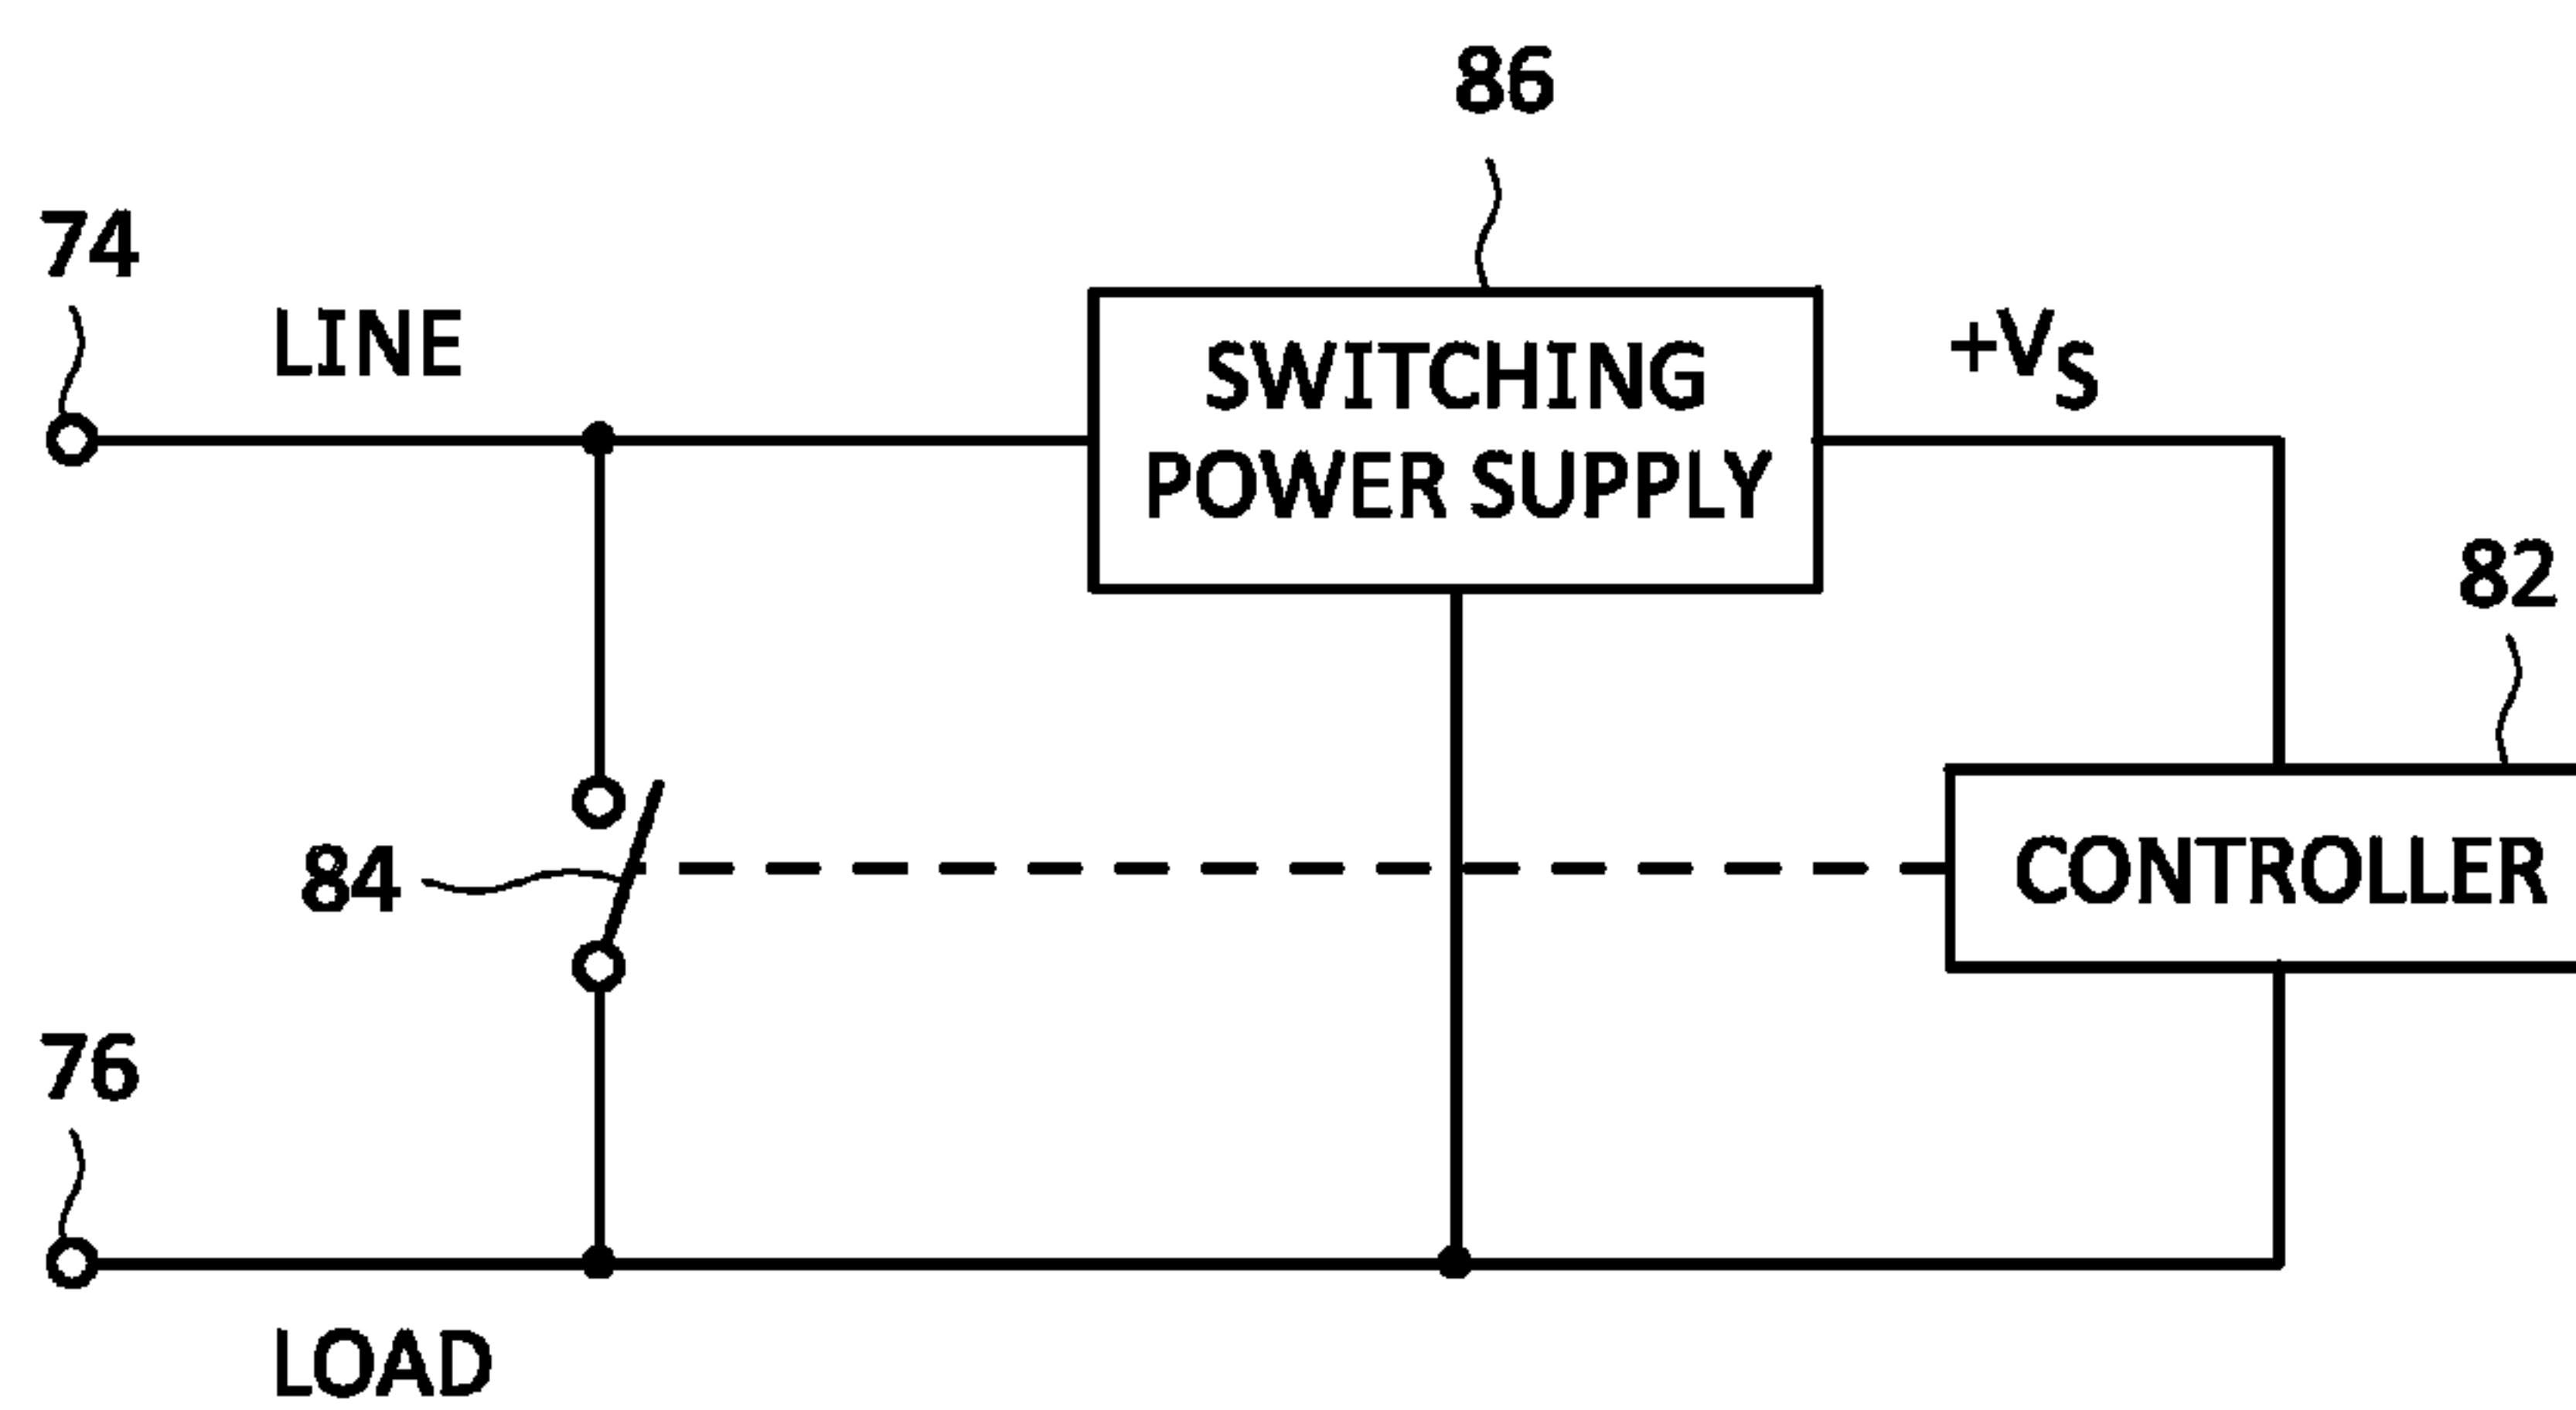 86
74
LINE
SWITCHING
POWER SUPPLY
+VS
82
CONTROLLER
84
76
LOAD